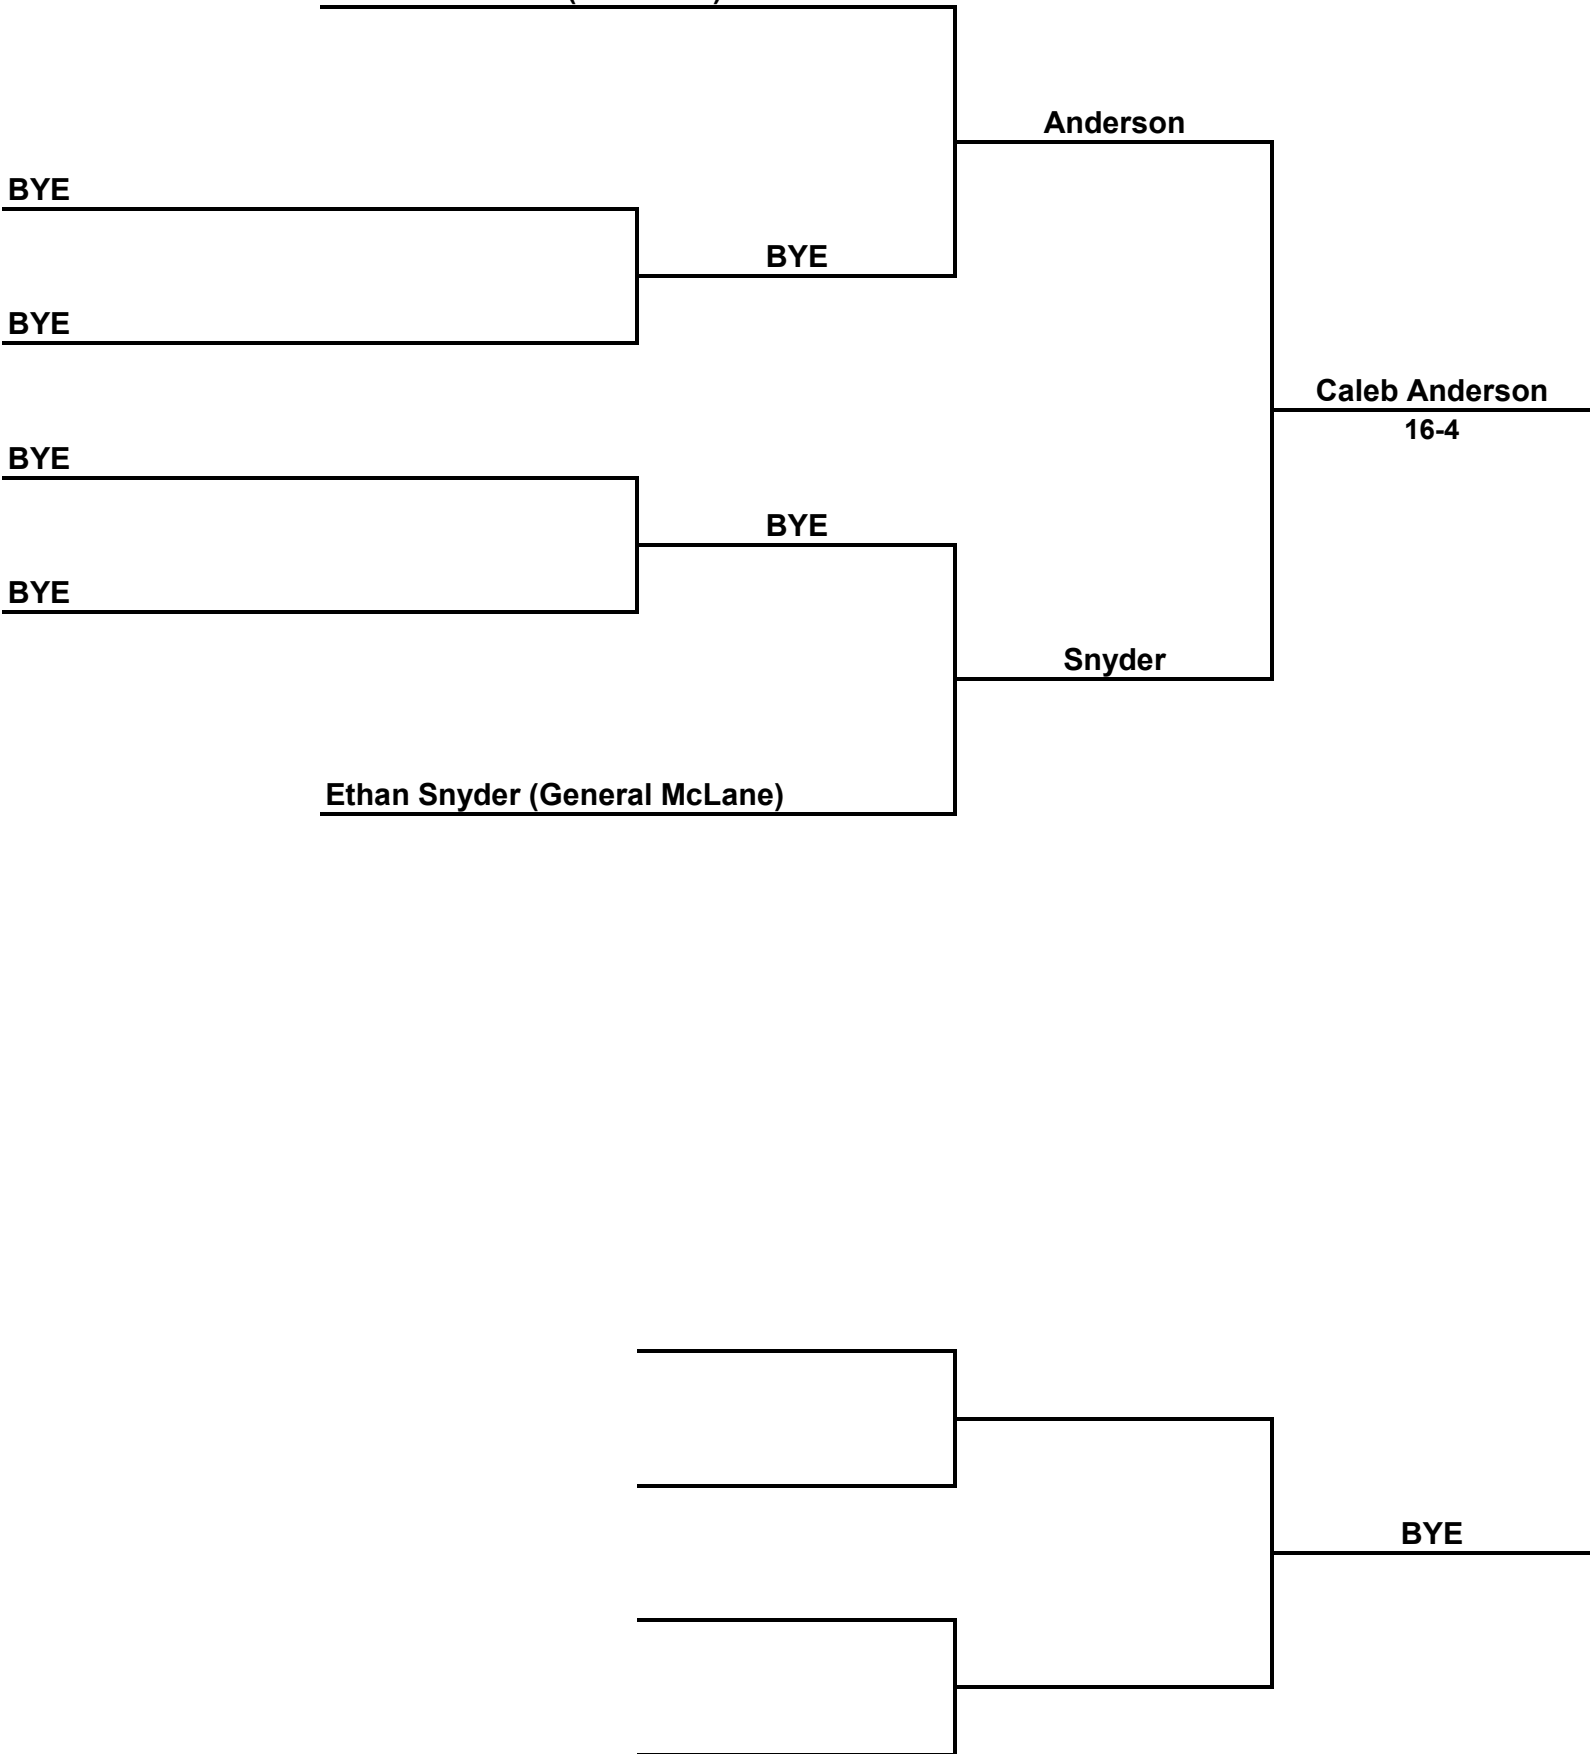 Anderson
BYE
BYE
BYE
Caleb Anderson
16-4
BYE
BYE
BYE
Snyder
Ethan Snyder (General McLane)
BYE